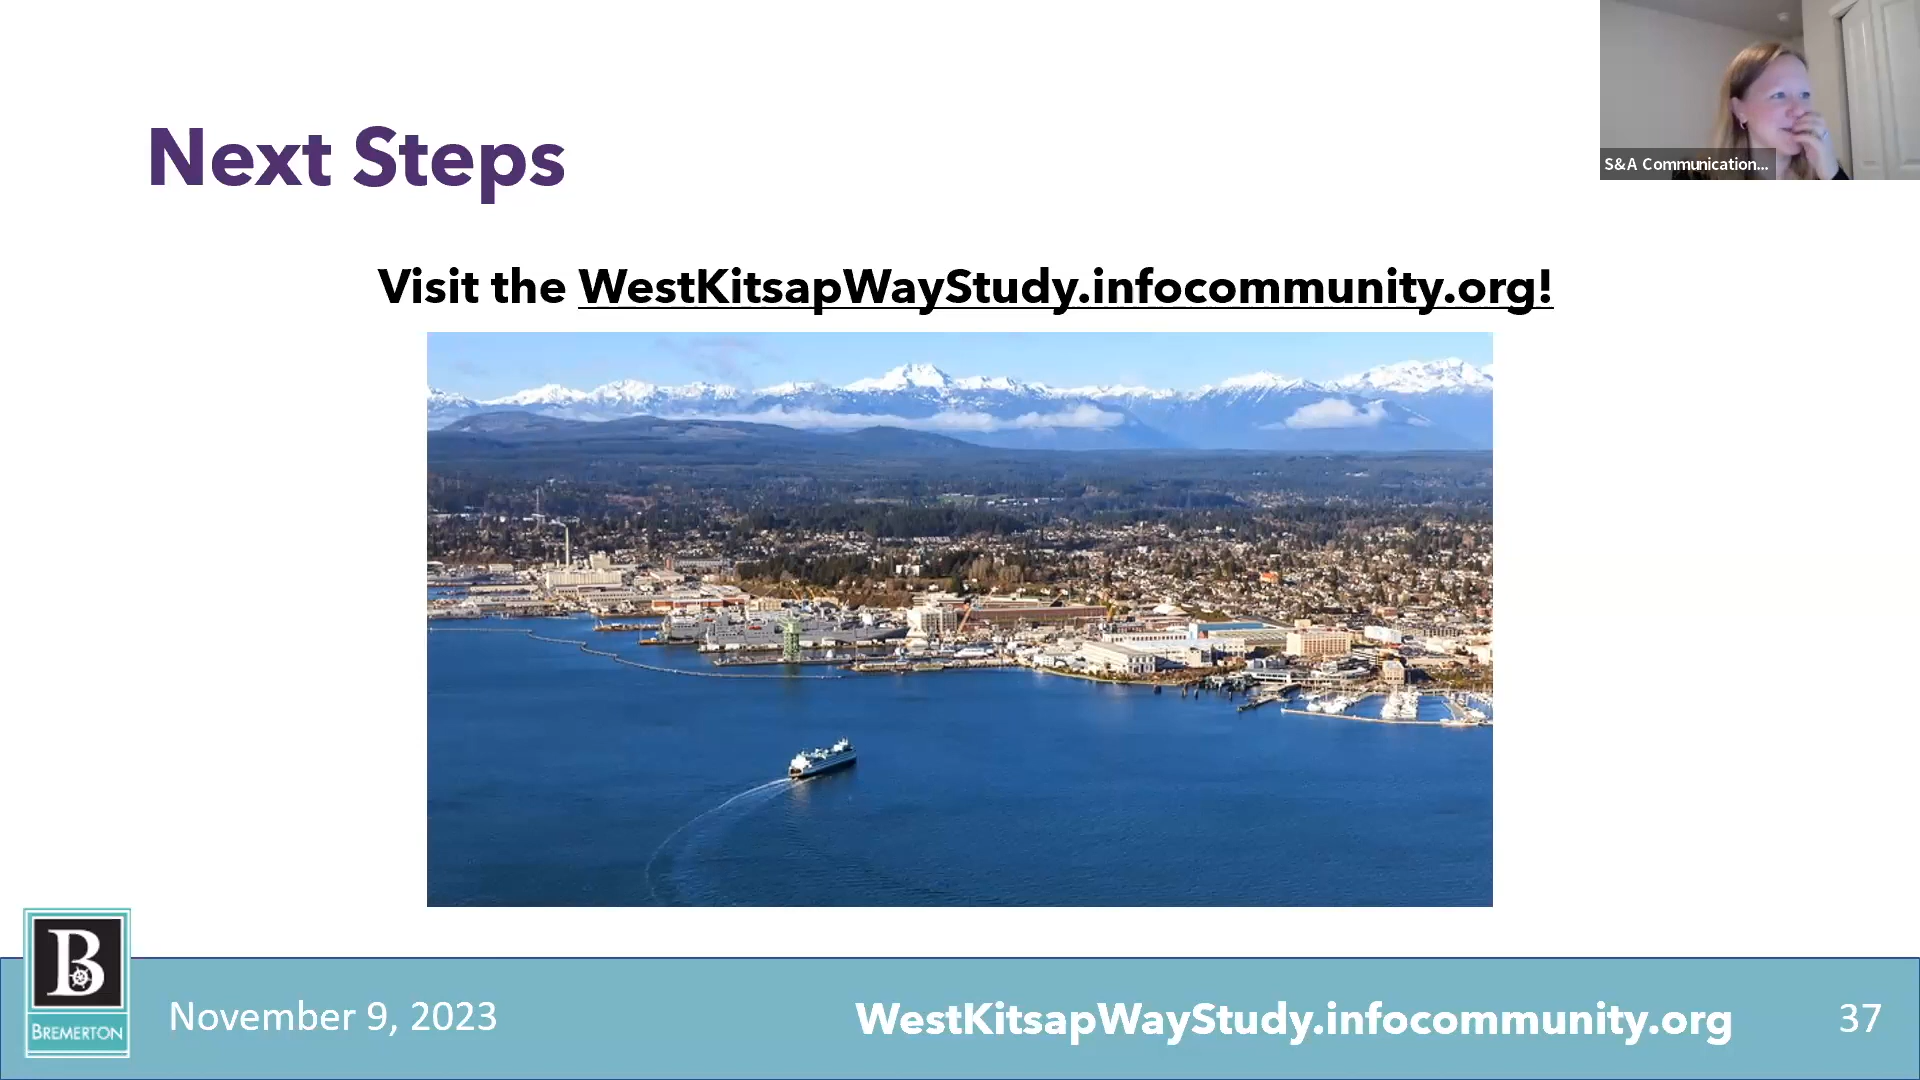 S&A Communication...
Next Steps
Visit the WestKitsapWayStudy.infocommunity.org!
B
BREMERTON
November 9, 2023
WestKitsapWayStudy.infocommunity.org
37